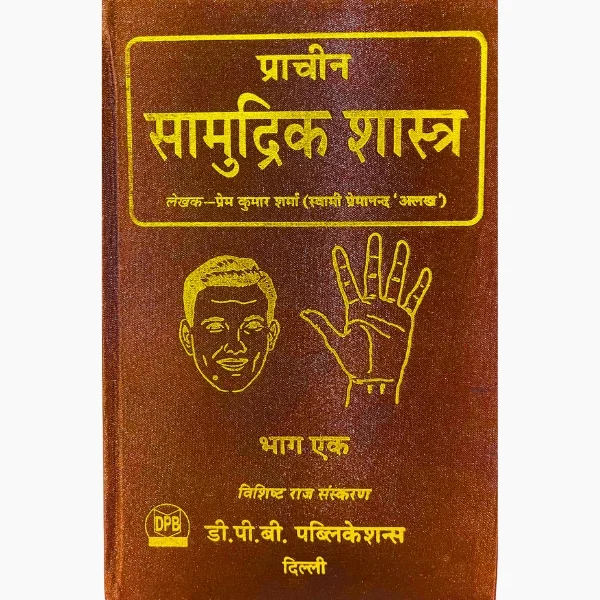 प्राचीन
सामुद्रिक शास्त्र
लेखक–प्रेम कुमार शर्मा (स्वामी प्रेमानन्द 'अलख')
भाग एक
विशिष्ट राज संस्करण
DPB
डी.पी.बी. पब्लिकेशन्स
दिल्ली